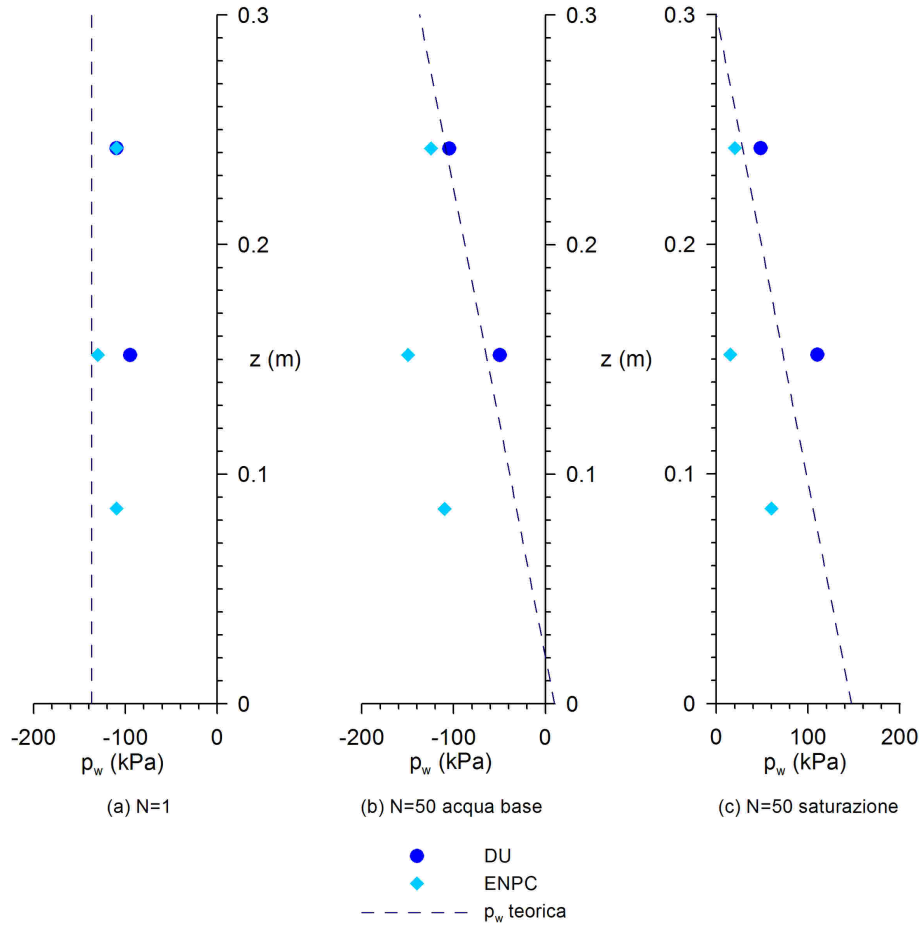 0.3
0.2
z (m)
0.1
0
-200
-100
0
p_w (kPa)
(a) N=1
0.3
0.2
z (m)
0.1
0
-200
-100
0
p_w (kPa)
(b) N=50 acqua base
0.3
0.2
0.1
0
0
100
200
p_w (kPa)
(c) N=50 saturazione
DU
ENPC
p_w teorica